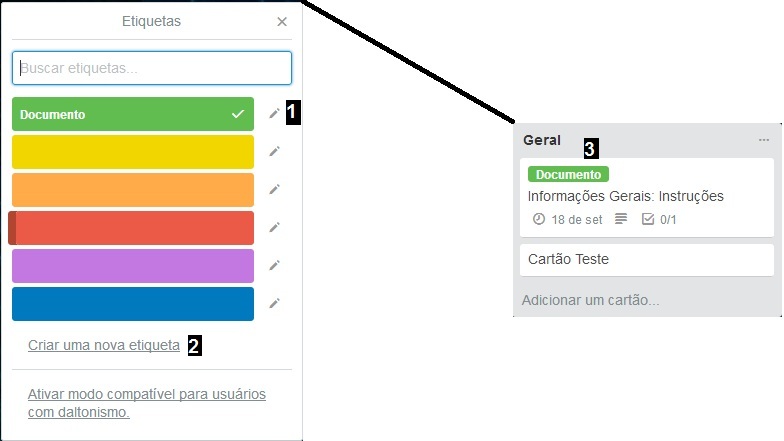 Etiquetas
Buscar etiquetas...
Documento
1
Criar uma nova etiqueta 2
Ativar modo compatível para usuários
com daltonismo.
Geral
3
Documento
Informações Gerais: Instruções
18 de set 0/1
Cartão Teste
Adicionar um cartão...